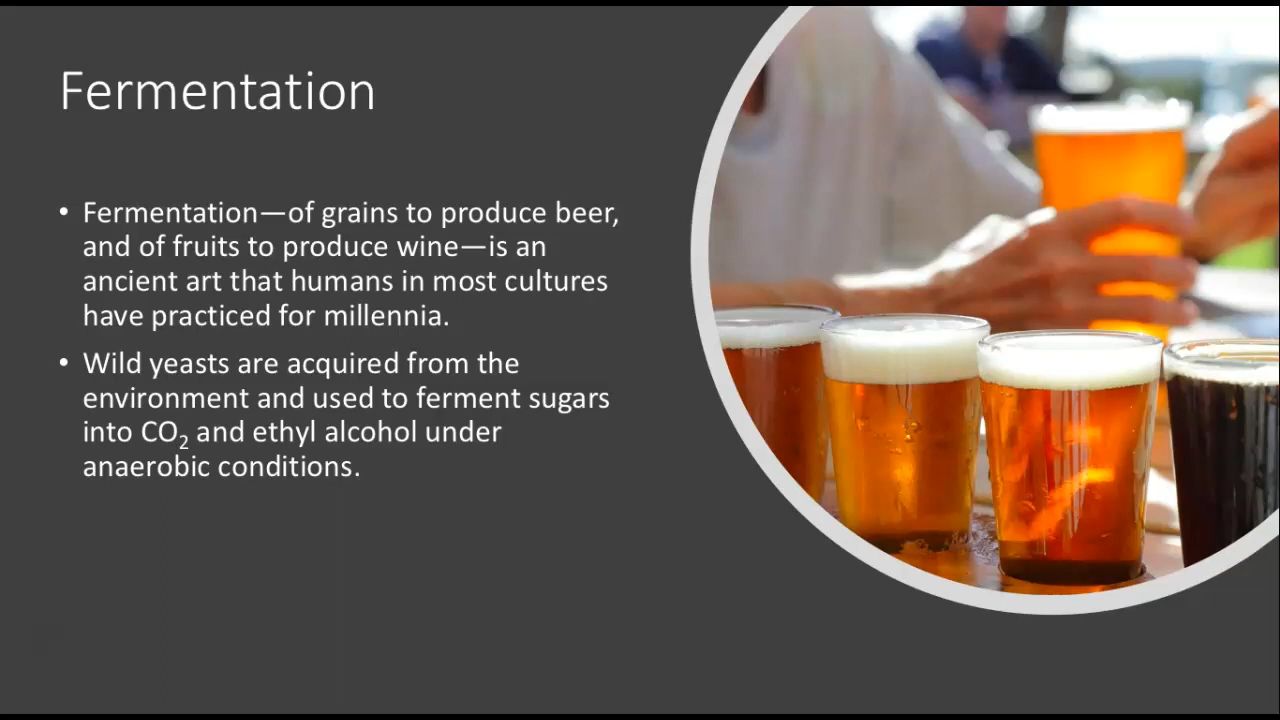 Fermentation
• Fermentation—of grains to produce beer,
and of fruits to produce wine—is an
ancient art that humans in most cultures
have practiced for millennia.
• Wild yeasts are acquired from the
environment and used to ferment sugars
into CO₂ and ethyl alcohol under
anaerobic conditions.